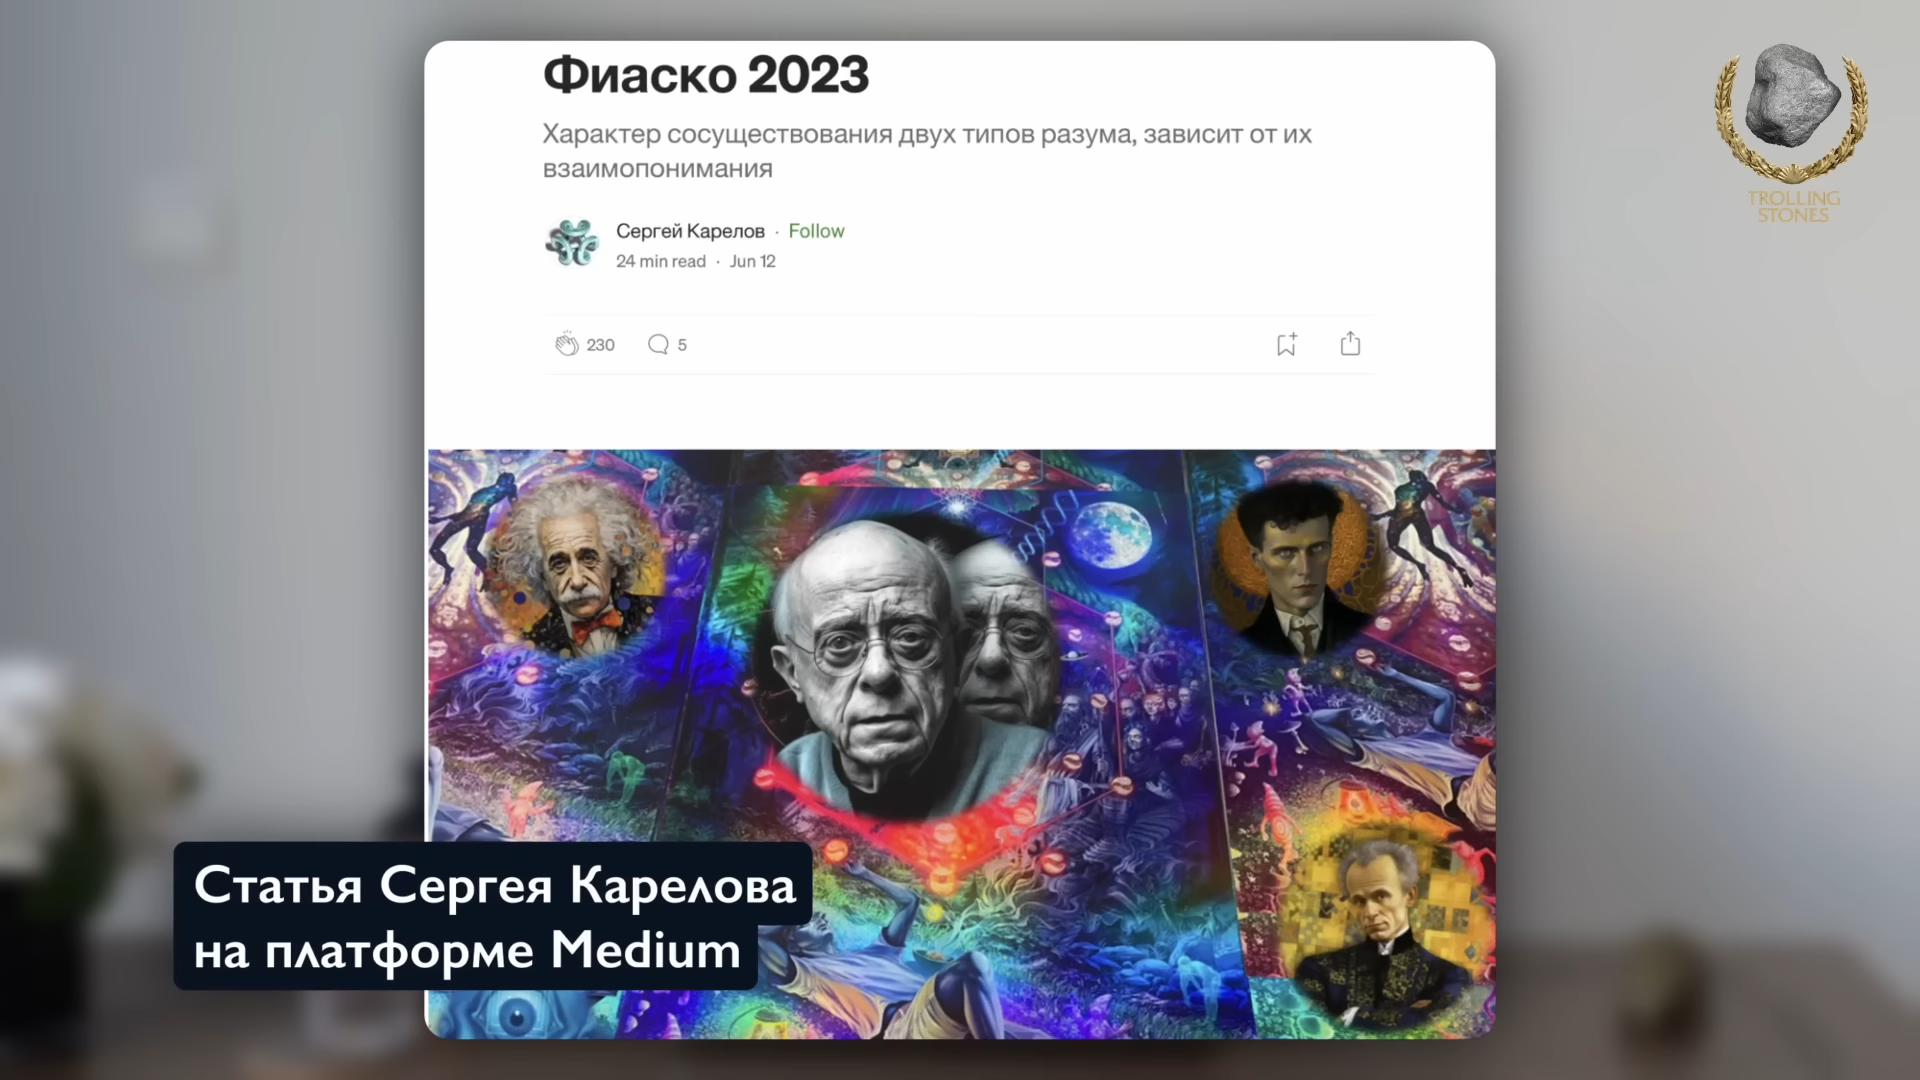 Фиаско 2023
Характер сосуществования двух типов разума, зависит от их
взаимопонимания
Сергей Карелов · Follow
24 min read · Jun 12
230 5
TROLLING
STONES
Статья Сергея Карелова
на платформе Medium